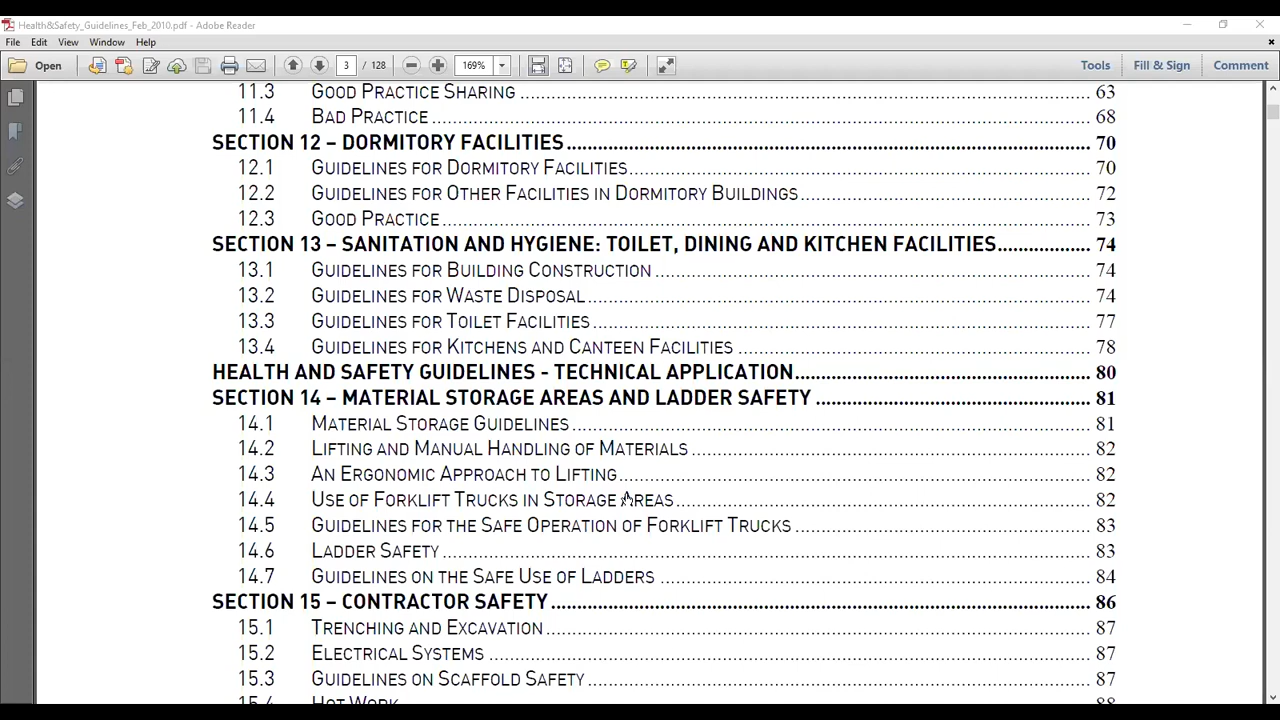 Health&Safety_Guidelines_Feb_2010.pdf - Adobe Reader
File Edit View Window Help
Open 3 / 128 169% Tools Fill & Sign Comment
11.3 GOOD PRACTICE SHARING 63
11.4 BAD PRACTICE 68
SECTION 12 – DORMITORY FACILITIES 70
12.1 GUIDELINES FOR DORMITORY FACILITIES 70
12.2 GUIDELINES FOR OTHER FACILITIES IN DORMITORY BUILDINGS 72
12.3 GOOD PRACTICE 73
SECTION 13 – SANITATION AND HYGIENE: TOILET, DINING AND KITCHEN FACILITIES 74
13.1 GUIDELINES FOR BUILDING CONSTRUCTION 74
13.2 GUIDELINES FOR WASTE DISPOSAL 74
13.3 GUIDELINES FOR TOILET FACILITIES 77
13.4 GUIDELINES FOR KITCHENS AND CANTEEN FACILITIES 78
HEALTH AND SAFETY GUIDELINES - TECHNICAL APPLICATION 80
SECTION 14 – MATERIAL STORAGE AREAS AND LADDER SAFETY 81
14.1 MATERIAL STORAGE GUIDELINES 81
14.2 LIFTING AND MANUAL HANDLING OF MATERIALS 82
14.3 AN ERGONOMIC APPROACH TO LIFTING 82
14.4 USE OF FORKLIFT TRUCKS IN STORAGE AREAS 82
14.5 GUIDELINES FOR THE SAFE OPERATION OF FORKLIFT TRUCKS 83
14.6 LADDER SAFETY 83
14.7 GUIDELINES ON THE SAFE USE OF LADDERS 84
SECTION 15 – CONTRACTOR SAFETY 86
15.1 TRENCHING AND EXCAVATION 87
15.2 ELECTRICAL SYSTEMS 87
15.3 GUIDELINES ON SCAFFOLD SAFETY 87
15.4 HOT WORK 88